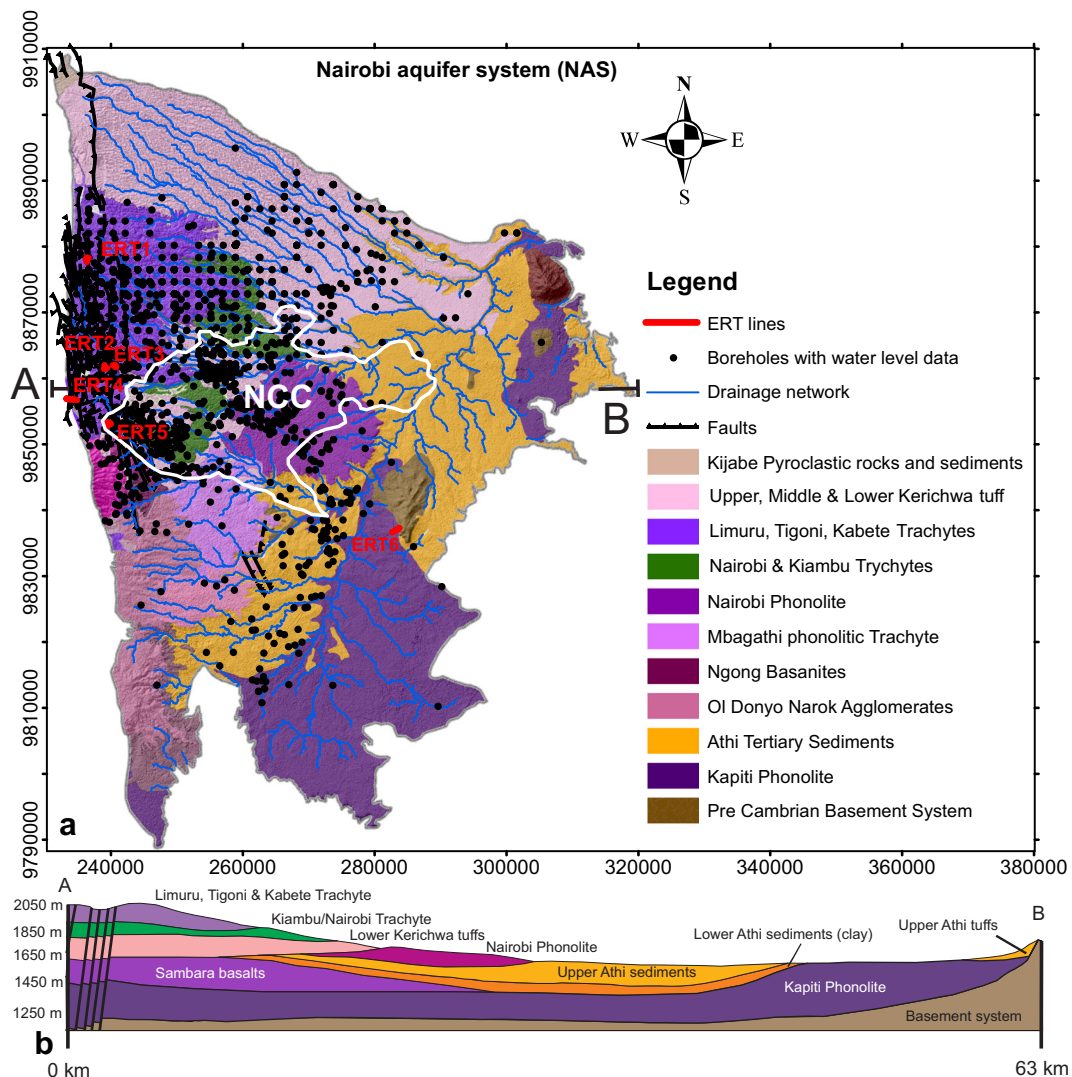 Nairobi aquifer system (NAS)
N
W
E
S
9910000
9890000
9870000
9850000
9830000
9810000
9790000
ERT1
ERT2
ERT3
A
ERT4
NCC
B
ERT5
ERT6
Legend
ERT lines
Boreholes with water level data
Drainage network
Faults
Kijabe Pyroclastic rocks and sediments
Upper, Middle & Lower Kerichwa tuff
Limuru, Tigoni, Kabete Trachytes
Nairobi & Kiambu Trychytes
Nairobi Phonolite
Mbagathi phonolitic Trachyte
Ngong Basanites
Ol Donyo Narok Agglomerates
Athi Tertiary Sediments
Kapiti Phonolite
Pre Cambrian Basement System
a
240000 260000 280000 300000 320000 340000 360000 380000
A
Limuru, Tigoni & Kabete Trachyte
2050 m
Kiambu/Nairobi Trachyte
B
1850 m
Lower Kerichwa tuffs
Lower Athi sediments (clay)
Upper Athi tuffs
1650 m
Nairobi Phonolite
Sambara basalts
Upper Athi sediments
1450 m
Kapiti Phonolite
1250 m
Basement system
b
0 km
63 km